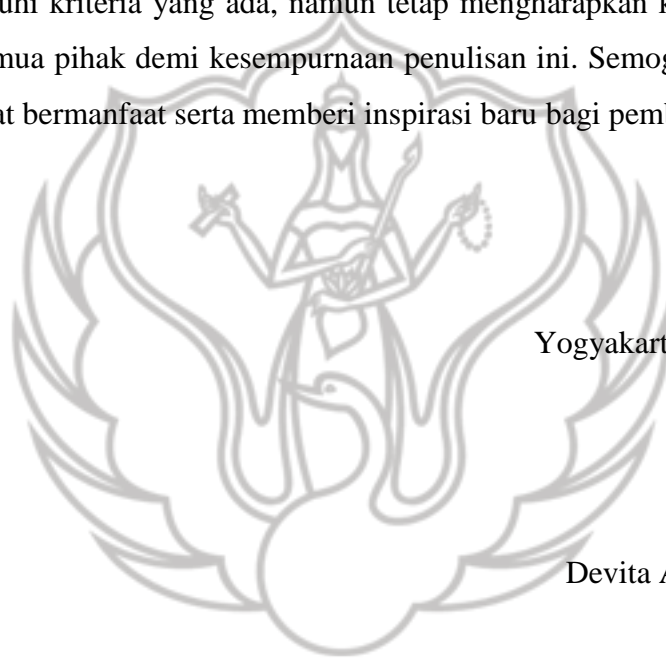 uhi kriteria yang ada, namun tetap mengharapkan k
mua pihak demi kesempurnaan penulisan ini. Semog
at bermanfaat serta memberi inspirasi baru bagi pemb
Yogyakart
Devita A